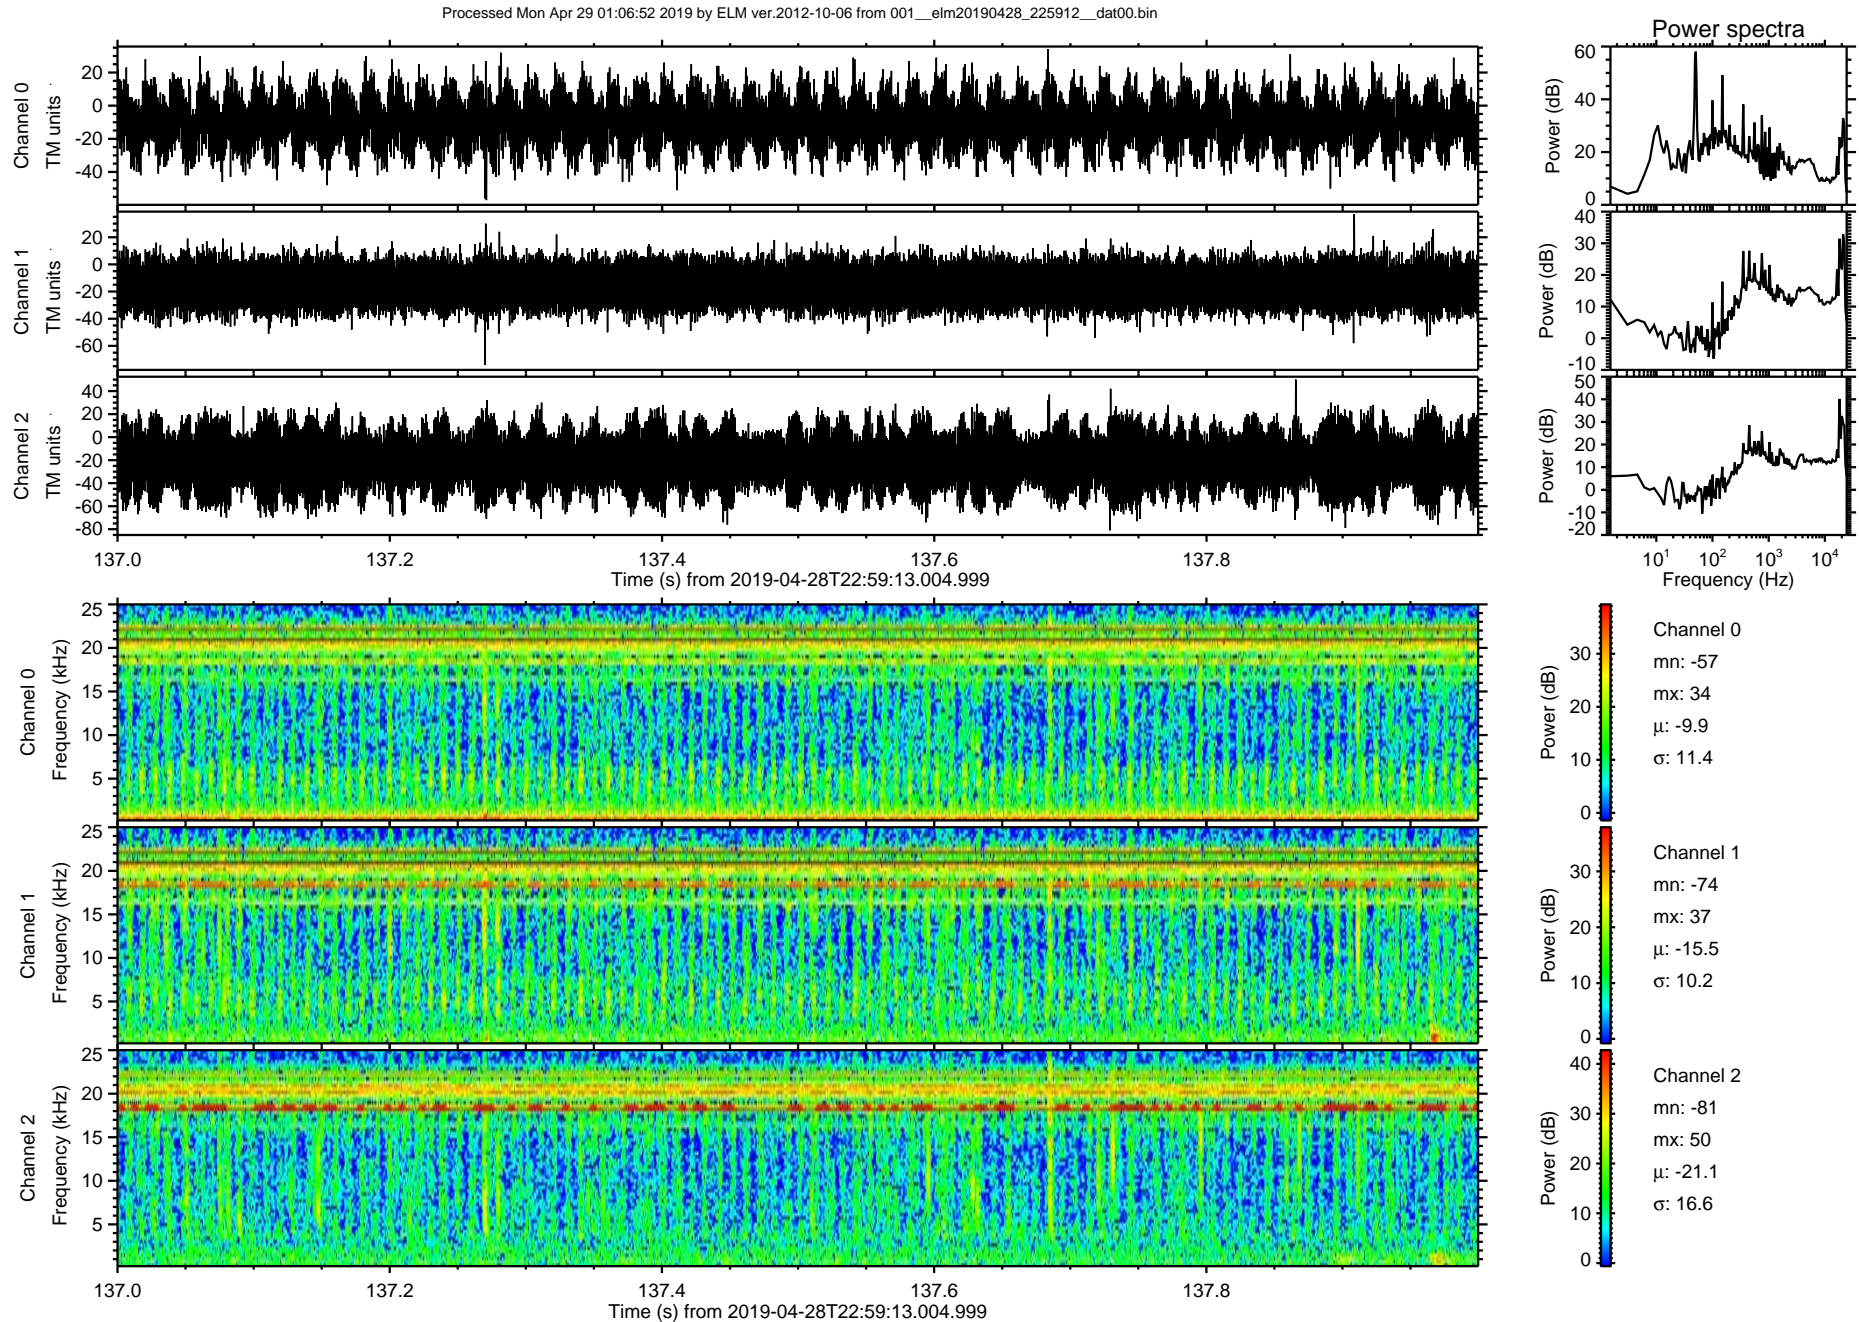 Processed Mon Apr 29 01:06:52 2019 by ELM ver.2012-10-06 from 001__elm20190428_225912__dat00.bin
Power spectra
Channel 0
TM units
20
0
-20
-40
Power (dB)
60
40
20
0
Channel 1
TM units
20
0
-20
-40
-60
Power (dB)
40
30
20
10
0
-10
Channel 2
TM units
40
20
0
-20
-40
-60
-80
Power (dB)
50
40
30
20
10
0
-10
-20
137.0 137.2 137.4 137.6 137.8
Time (s) from 2019-04-28T22:59:13.004.999
10¹ 10² 10³ 10⁴
Frequency (Hz)
Channel 0
Frequency (kHz)
25
20
15
10
5
Power (dB)
30
20
10
0
Channel 0
mn: -57
mx: 34
µ: -9.9
σ: 11.4
Channel 1
Frequency (kHz)
25
20
15
10
5
Power (dB)
30
20
10
0
Channel 1
mn: -74
mx: 37
µ: -15.5
σ: 10.2
Channel 2
Frequency (kHz)
25
20
15
10
5
Power (dB)
40
30
20
10
0
Channel 2
mn: -81
mx: 50
µ: -21.1
σ: 16.6
137.0 137.2 137.4 137.6 137.8
Time (s) from 2019-04-28T22:59:13.004.999